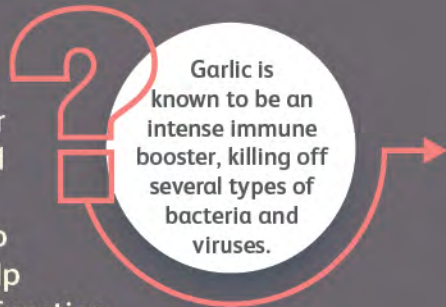 Garlic is
known to be an
intense immune
booster, killing off
several types of
bacteria and
viruses.